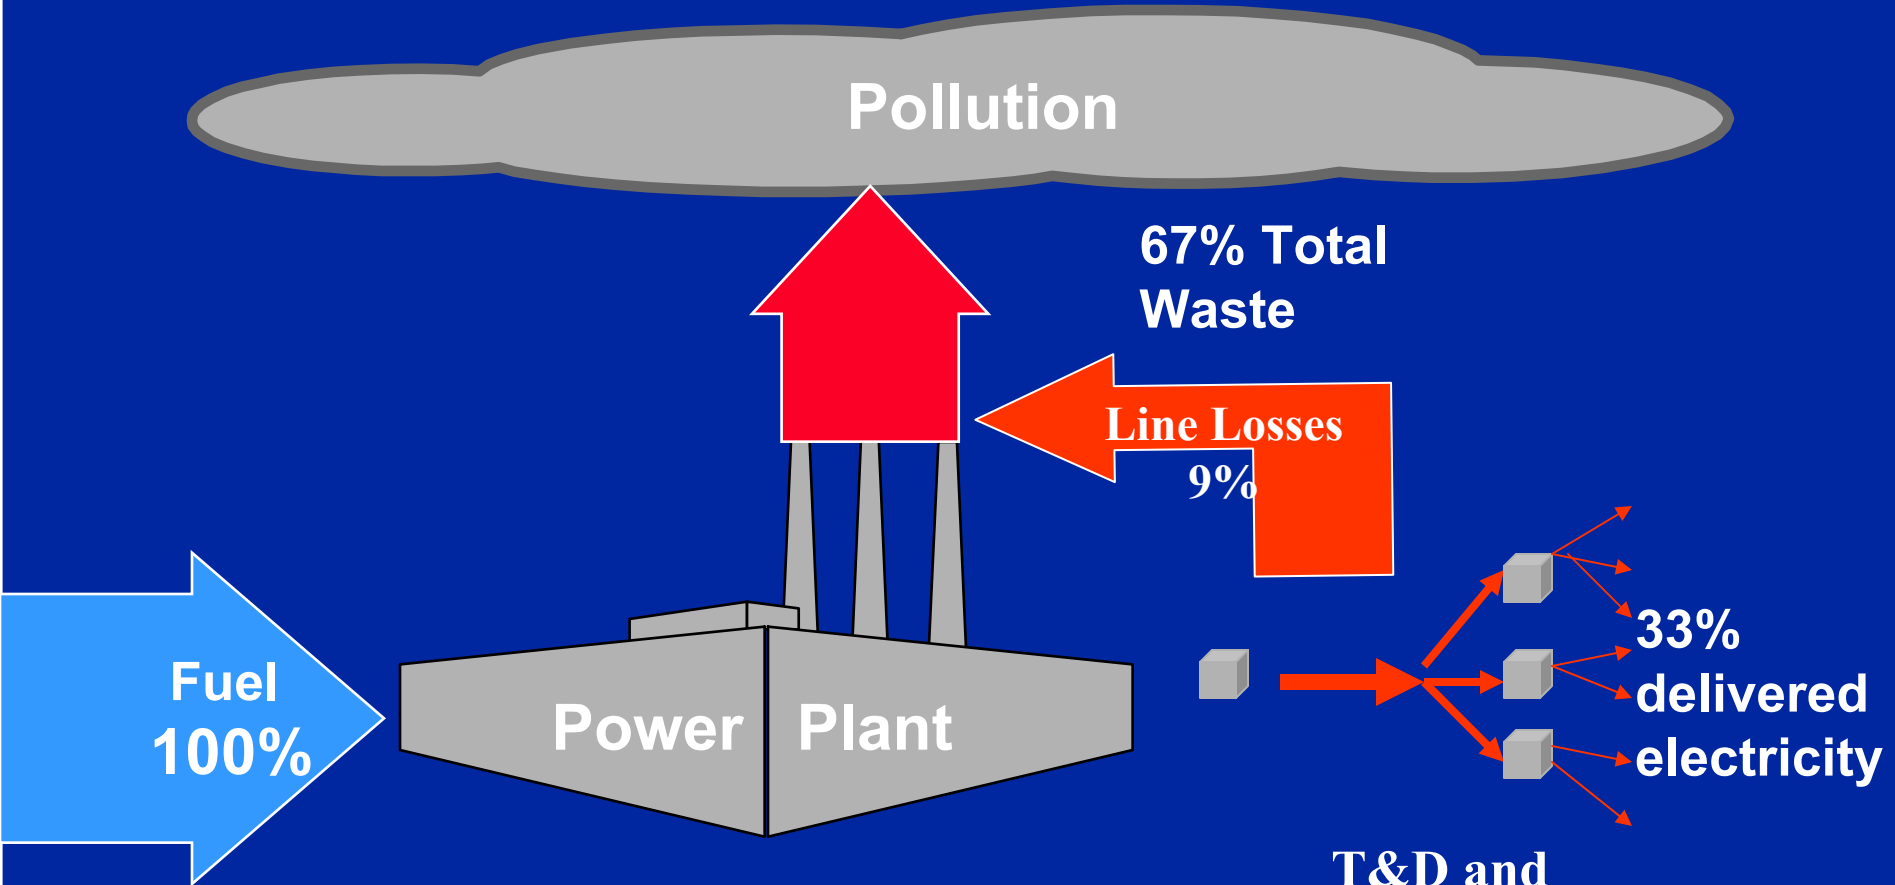 Pollution
67% Total
Waste
Line Losses
9%
Fuel
100%
Power Plant
33%
delivered
electricity
T&D and